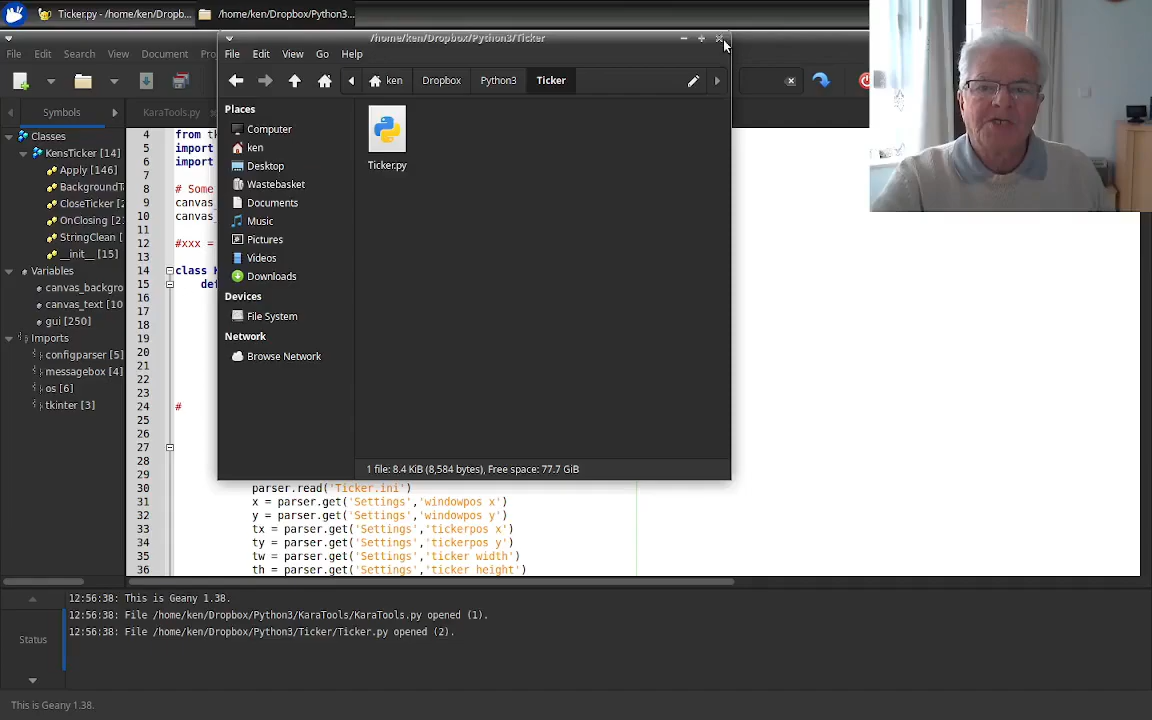 Ticker.py - /home/ken/Dropb...
/home/ken/Dropbox/Python3...
/home/ken/Dropbox/Python3/Ticker
File Edit Search View Document
File Edit View Go Help
ken Dropbox Python3 Ticker
Symbols
KaraTools.py
Classes
KensTicker [14]
Apply [146]
BackgroundT
CloseTicker [2
OnClosing [21
StringClean [
__init__ [15]
Variables
canvas_backgro
canvas_text [10
gui [250]
Imports
configparser [5]
messagebox [4]
os [6]
tkinter [3]
4 from tk
5 import
6 import
7
8 # Some
9 canvas_
10 canvas_
11
12 #xxx =
13
14 class K
15 def
16
17
18
19
20
21
22
23
24 #
25
26
27
28
29
30 parser.read('Ticker.ini')
31 x = parser.get('Settings','windowpos x')
32 y = parser.get('Settings','windowpos y')
33 tx = parser.get('Settings','tickerpos x')
34 ty = parser.get('Settings','tickerpos y')
35 tw = parser.get('Settings','ticker width')
36 th = parser.get('Settings','ticker height')
Places
Computer
ken
Desktop
Wastebasket
Documents
Music
Pictures
Videos
Downloads
Devices
File System
Network
Browse Network
Ticker.py
1 file: 8.4 KiB (8,584 bytes), Free space: 77.7 GiB
Status
12:56:38: This is Geany 1.38.
12:56:38: File /home/ken/Dropbox/Python3/KaraTools/KaraTools.py opened (1).
12:56:38: File /home/ken/Dropbox/Python3/Ticker/Ticker.py opened (2).
This is Geany 1.38.